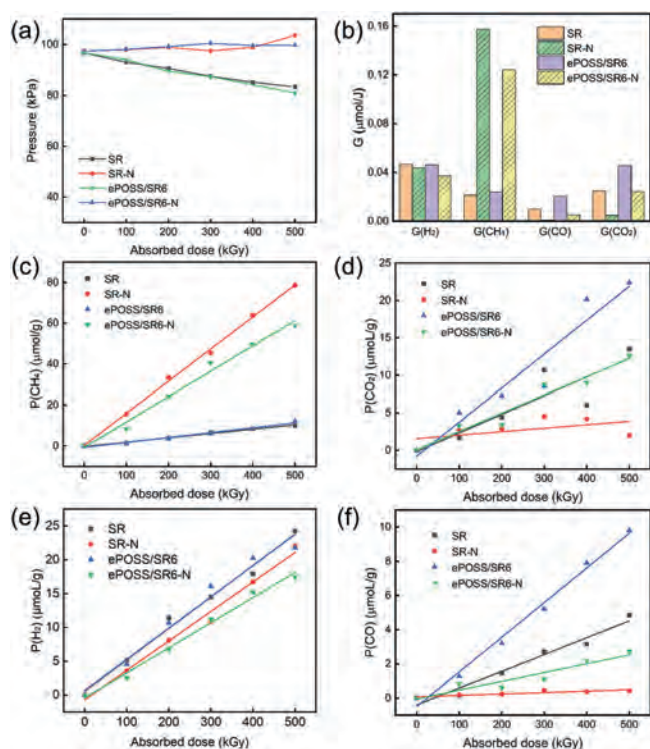 (a)
Pressure (kPa)
100
80
60
40
SR
SR-N
ePOSS/SR6
ePOSS/SR6-N
0 100 200 300 400 500
Absorbed dose (kGy)
(b)
G (μmol/J)
0.16
0.12
0.08
0.04
0.00
SR
SR-N
ePOSS/SR6
ePOSS/SR6-N
G(H₂) G(CH₄) G(CO) G(CO₂)
(c)
P(CH₄) (μmol/g)
80
60
40
20
0
SR
SR-N
ePOSS/SR6
ePOSS/SR6-N
0 100 200 300 400 500
Absorbed dose (kGy)
(d)
P(CO₂) (μmoL/g)
25
20
15
10
5
0
SR
SR-N
ePOSS/SR6
ePOSS/SR6-N
0 100 200 300 400 500
Absorbed dose (kGy)
(e)
P(H₂) (μmoL/g)
25
20
15
10
5
0
SR
SR-N
ePOSS/SR6
ePOSS/SR6-N
0 100 200 300 400 500
Absorbed dose (kGy)
(f)
P(CO) (μmoL/g)
10
8
6
4
2
0
SR
SR-N
ePOSS/SR6
ePOSS/SR6-N
0 100 200 300 400 500
Absorbed dose (kGy)